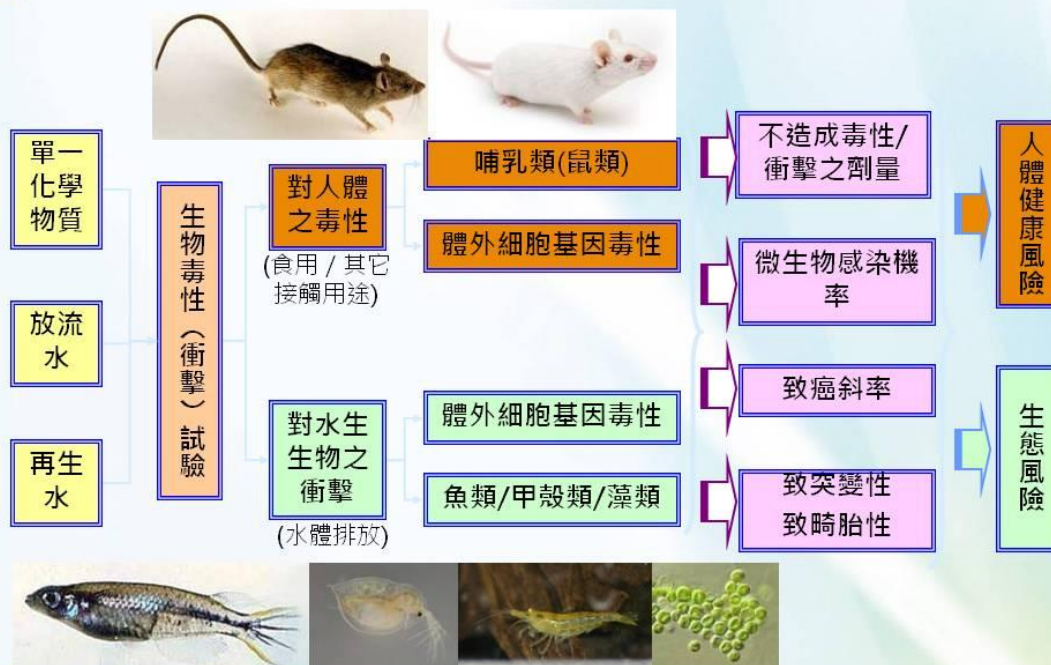 單一
化學
物質
放流
水
再生
水
生物毒性（衝擊）試驗
對人體
之毒性
(食用 / 其它
接觸用途)
對水生
生物之
衝擊
(水體排放)
哺乳類(鼠類)
體外細胞基因毒性
體外細胞基因毒性
魚類/甲殼類/藻類
不造成毒性/
衝擊之劑量
微生物感染機
率
致癌斜率
致突變性
致畸胎性
人體健康風險
生態風險